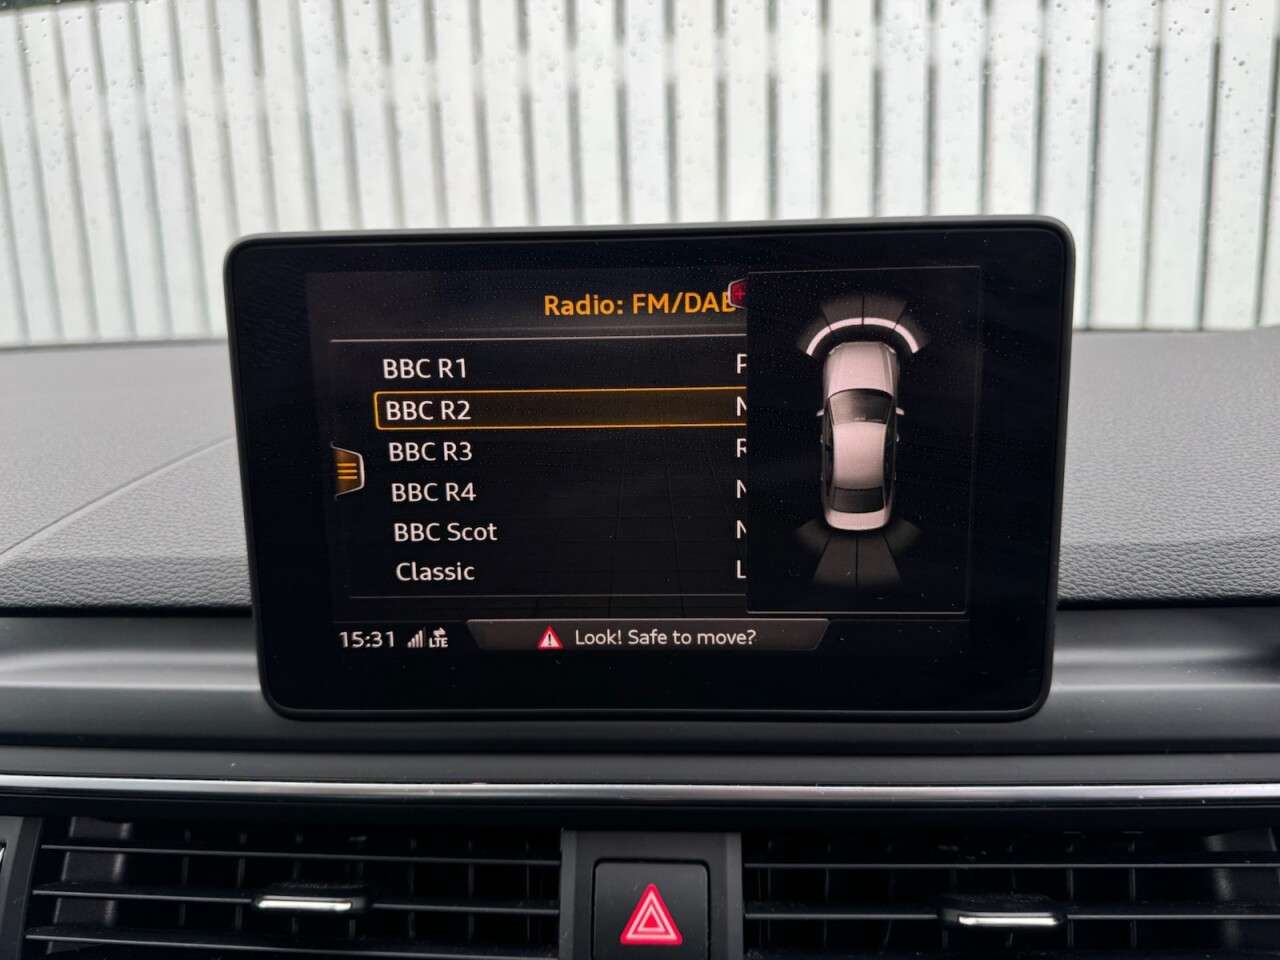 Radio: FM/DAB
BBC R1 P
BBC R2 N
BBC R3 R
BBC R4 N
BBC Scot N
Classic L
15:31 LTE Look! Safe to move?